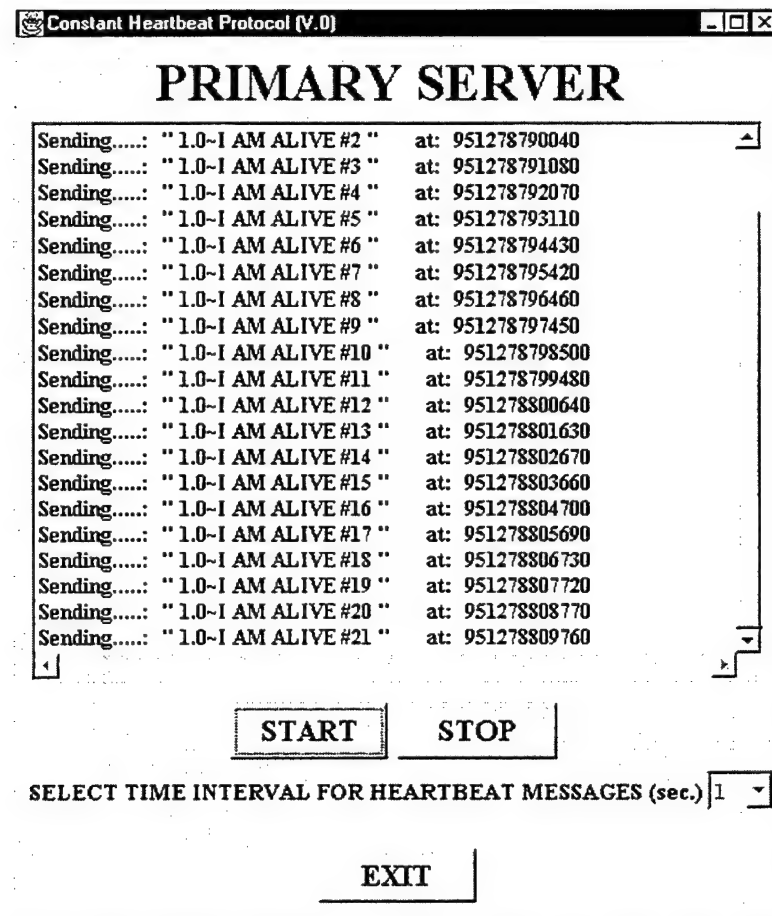 Constant Heartbeat Protocol (V.0)
PRIMARY SERVER
Sending.....: " 1.0~I AM ALIVE #2 " at: 951278790040
Sending.....: " 1.0~I AM ALIVE #3 " at: 951278791080
Sending.....: " 1.0~I AM ALIVE #4 " at: 951278792070
Sending.....: " 1.0~I AM ALIVE #5 " at: 951278793110
Sending.....: " 1.0~I AM ALIVE #6 " at: 951278794430
Sending.....: " 1.0~I AM ALIVE #7 " at: 951278795420
Sending.....: " 1.0~I AM ALIVE #8 " at: 951278796460
Sending.....: " 1.0~I AM ALIVE #9 " at: 951278797450
Sending.....: " 1.0~I AM ALIVE #10 " at: 951278798500
Sending.....: " 1.0~I AM ALIVE #11 " at: 951278799480
Sending.....: " 1.0~I AM ALIVE #12 " at: 951278800640
Sending.....: " 1.0~I AM ALIVE #13 " at: 951278801630
Sending.....: " 1.0~I AM ALIVE #14 " at: 951278802670
Sending.....: " 1.0~I AM ALIVE #15 " at: 951278803660
Sending.....: " 1.0~I AM ALIVE #16 " at: 951278804700
Sending.....: " 1.0~I AM ALIVE #17 " at: 951278805690
Sending.....: " 1.0~I AM ALIVE #18 " at: 951278806730
Sending.....: " 1.0~I AM ALIVE #19 " at: 951278807720
Sending.....: " 1.0~I AM ALIVE #20 " at: 951278808770
Sending.....: " 1.0~I AM ALIVE #21 " at: 951278809760
START STOP
SELECT TIME INTERVAL FOR HEARTBEAT MESSAGES (sec.) 1
EXIT